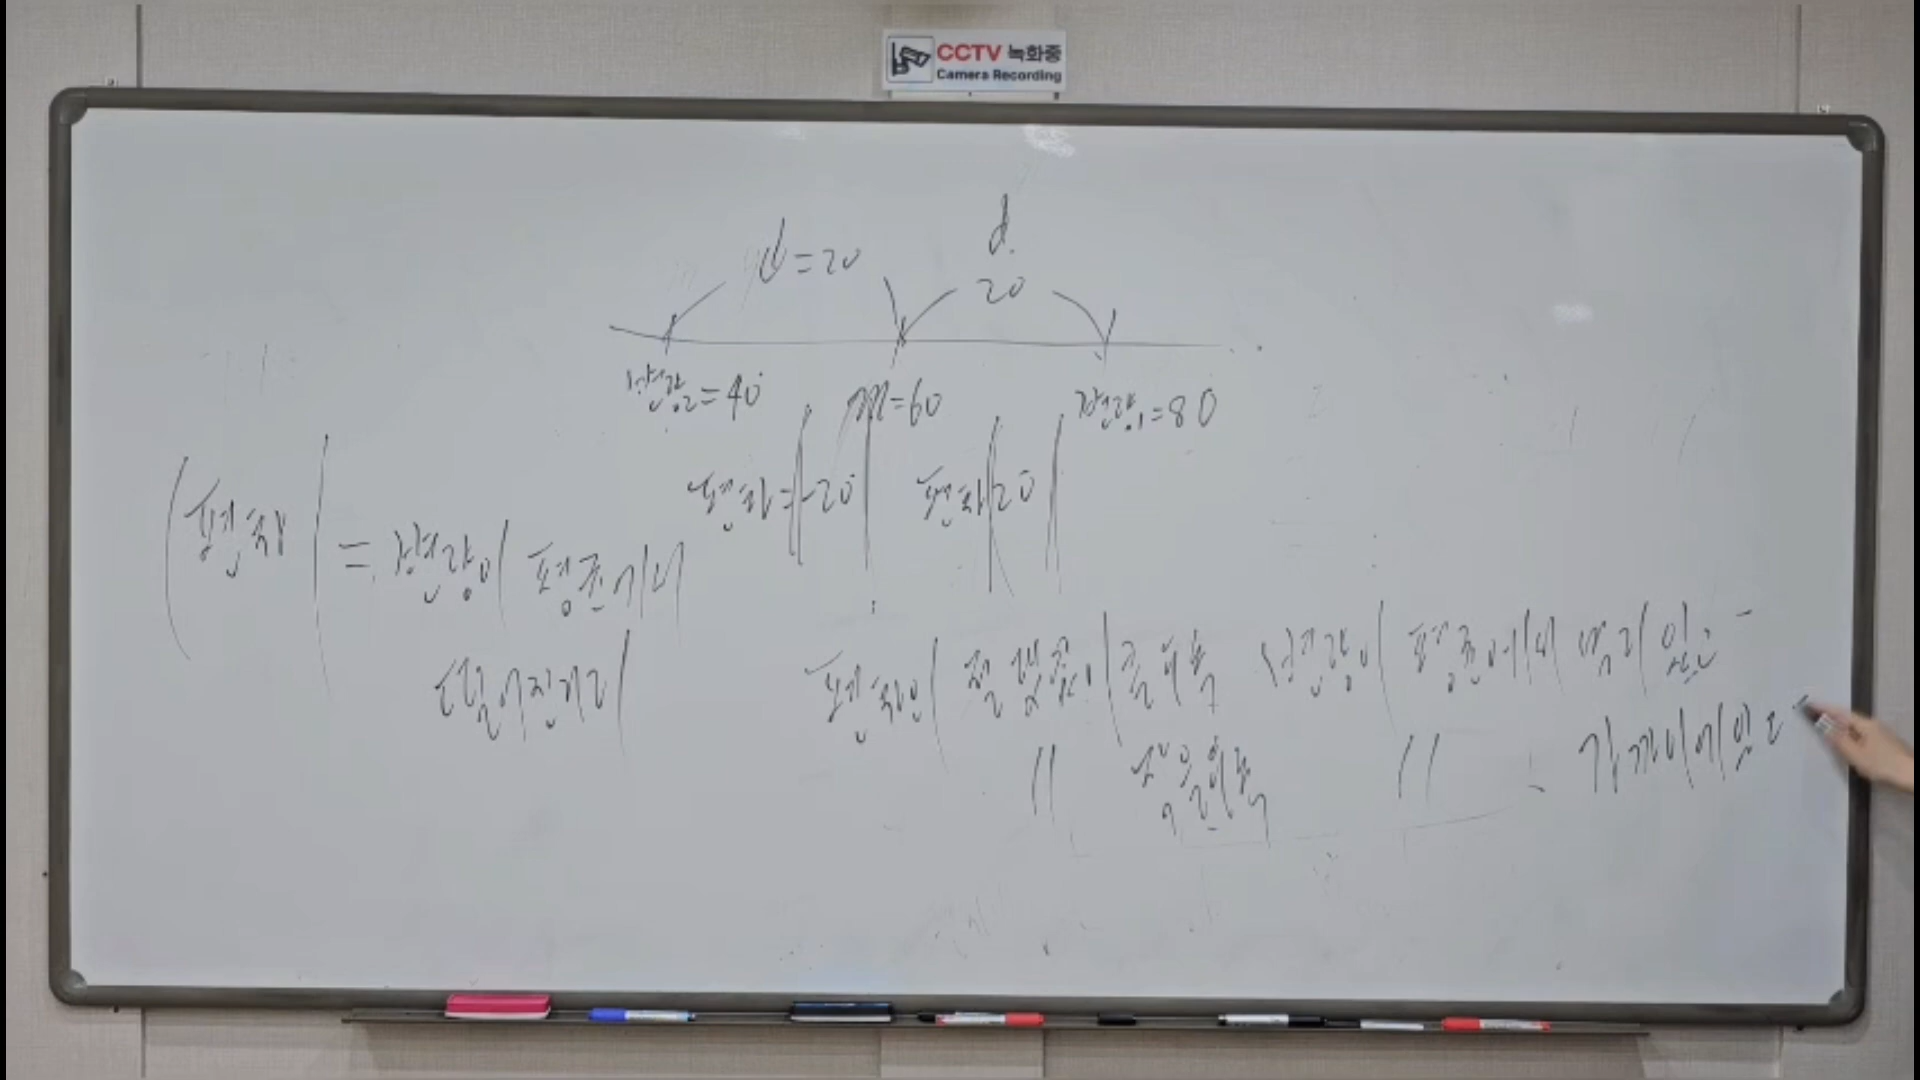 CCTV 녹화중
Camera Recording
d=20
d.
20
변량2=40
m=60
변량1=80
편차=|-20|
편차|20|
|편차| = 변량이 평균에서
떨어진거리
편차의 절댓값이 클수록 변량이 평균에서 멀리 있는
〃 작을수록 〃 가까이에 있는